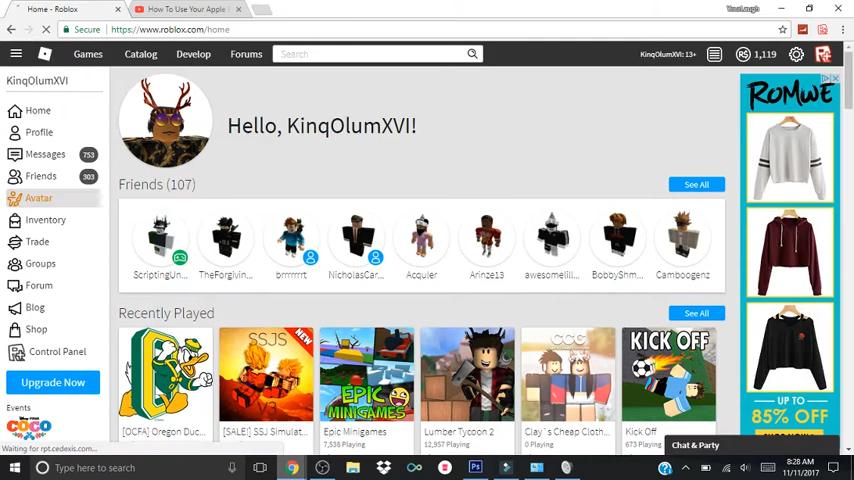 Home - Roblox
How To Use Your Apple
Secure https://www.roblox.com/home
Games Catalog Develop Forums Search KinqOlumXVI: 13+ R$ 1,119
KinqOlumXVI
Home
Profile
Messages 753
Friends 303
Avatar
Inventory
Trade
Groups
Forum
Blog
Shop
Control Panel
Upgrade Now
Events
DISNEY PIXAR
COCO
Waiting for rpt.cedexis.com...
Hello, KinqOlumXVI!
Friends (107) See All
ScriptingUn... TheForgivin... brrrrrrrt NicholasCar... Acquler Arinze13 awesomelill... BobbyShm... Camboogenz
Recently Played See All
SSJS NEW
EPIC MINIGAMES
CCC
KICK OFF
[OCFA] Oregon Duc... [SALE!] SSJ Simulat... Epic Minigames Lumber Tycoon 2 Clay`s Cheap Cloth... Kick Off
7,538 Playing 12,957 Playing 0 Playing 673 Playing
ROMWE
UP TO
85% OFF
Chat & Party
Type here to search
8:28 AM
11/11/2017